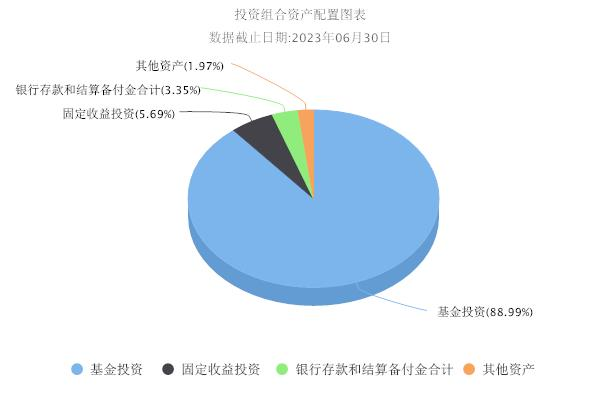 投资组合资产配置图表
数据截止日期:2023年06月30日
其他资产(1.97%)
银行存款和结算备付金合计(3.35%)
固定收益投资(5.69%)
基金投资(88.99%)
基金投资 固定收益投资 银行存款和结算备付金合计 其他资产